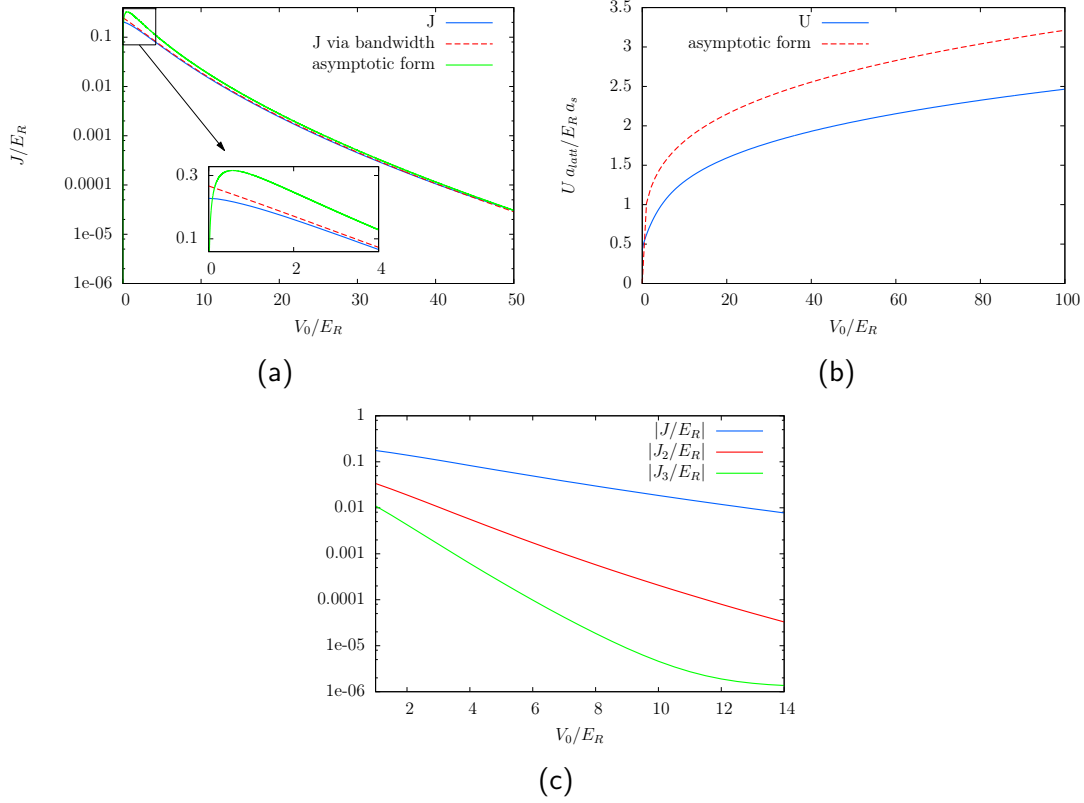 J
J via bandwidth
asymptotic form
J/E_R
0.1
0.01
0.001
0.0001
1e-05
1e-06
0 10 20 30 40 50
V_0/E_R
0.3
0.1
0 2 4
(a)
U
asymptotic form
U a_{latt}/E_R a_s
3.5
3
2.5
2
1.5
1
0.5
0
0 20 40 60 80 100
V_0/E_R
(b)
|J/E_R|
|J_2/E_R|
|J_3/E_R|
1
0.1
0.01
0.001
0.0001
1e-05
1e-06
2 4 6 8 10 12 14
V_0/E_R
(c)